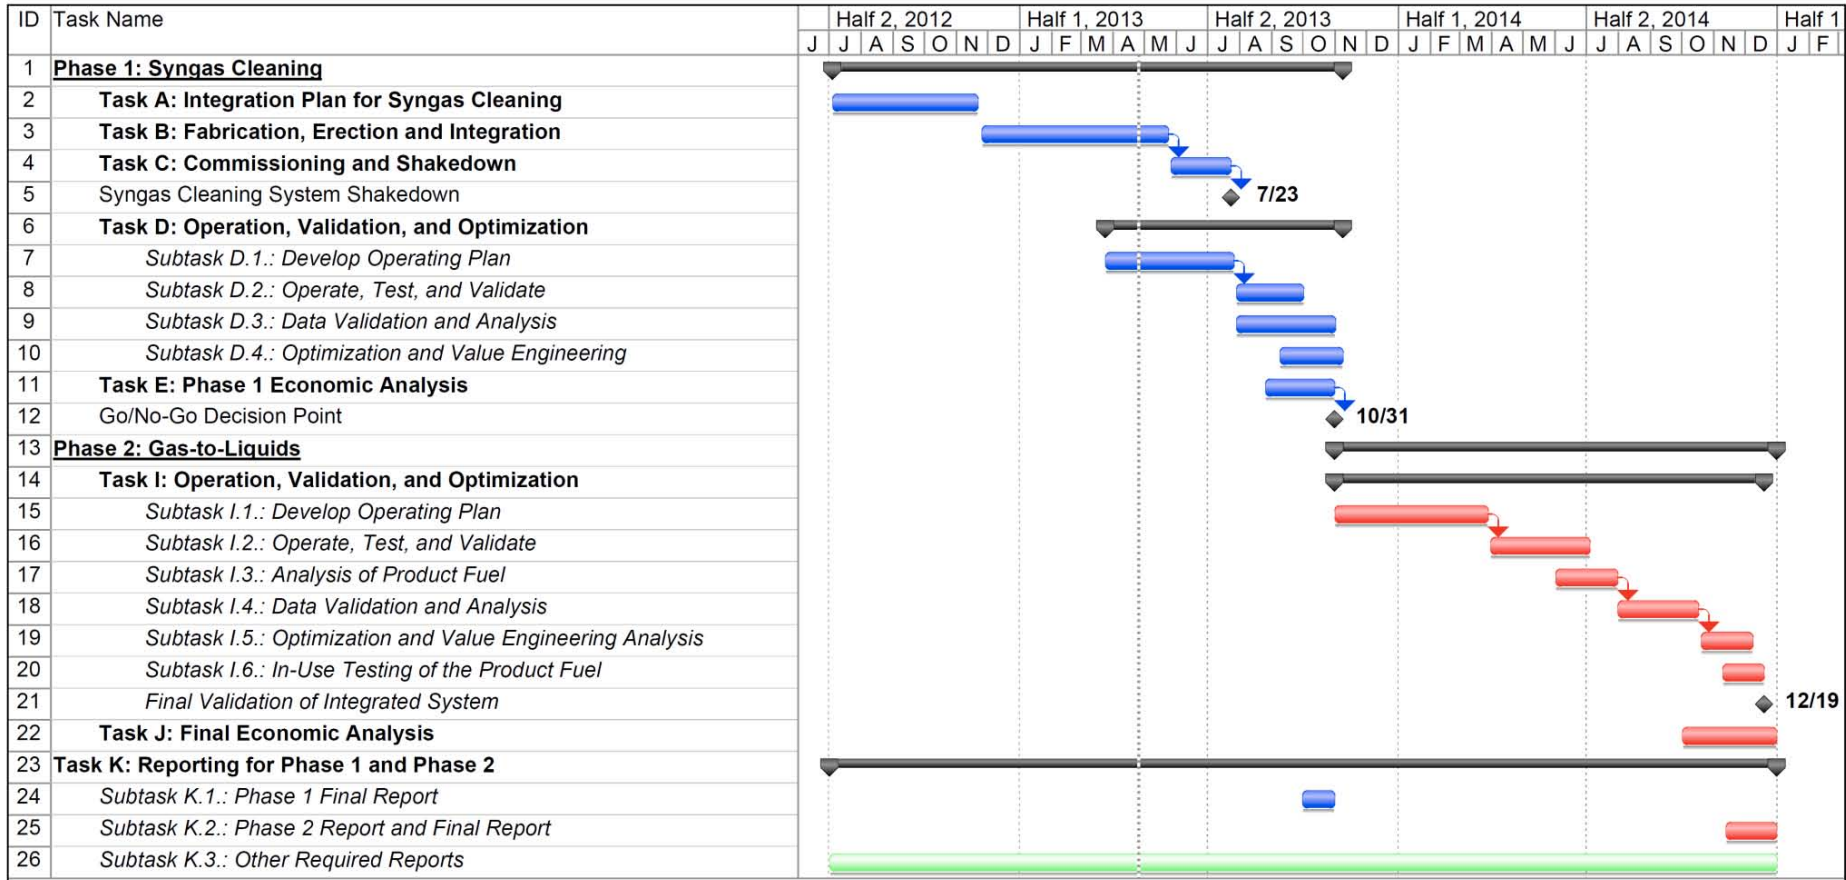 ID Task Name Half 2, 2012 Half 1, 2013 Half 2, 2013 Half 1, 2014 Half 2, 2014 Half 1
J J A S O N D J F M A M J J A S O N D J F M A M J J A S O N D J F
1 Phase 1: Syngas Cleaning
2 Task A: Integration Plan for Syngas Cleaning
3 Task B: Fabrication, Erection and Integration
4 Task C: Commissioning and Shakedown
5 Syngas Cleaning System Shakedown 7/23
6 Task D: Operation, Validation, and Optimization
7 Subtask D.1.: Develop Operating Plan
8 Subtask D.2.: Operate, Test, and Validate
9 Subtask D.3.: Data Validation and Analysis
10 Subtask D.4.: Optimization and Value Engineering
11 Task E: Phase 1 Economic Analysis
12 Go/No-Go Decision Point 10/31
13 Phase 2: Gas-to-Liquids
14 Task I: Operation, Validation, and Optimization
15 Subtask I.1.: Develop Operating Plan
16 Subtask I.2.: Operate, Test, and Validate
17 Subtask I.3.: Analysis of Product Fuel
18 Subtask I.4.: Data Validation and Analysis
19 Subtask I.5.: Optimization and Value Engineering Analysis
20 Subtask I.6.: In-Use Testing of the Product Fuel
21 Final Validation of Integrated System 12/19
22 Task J: Final Economic Analysis
23 Task K: Reporting for Phase 1 and Phase 2
24 Subtask K.1.: Phase 1 Final Report
25 Subtask K.2.: Phase 2 Report and Final Report
26 Subtask K.3.: Other Required Reports